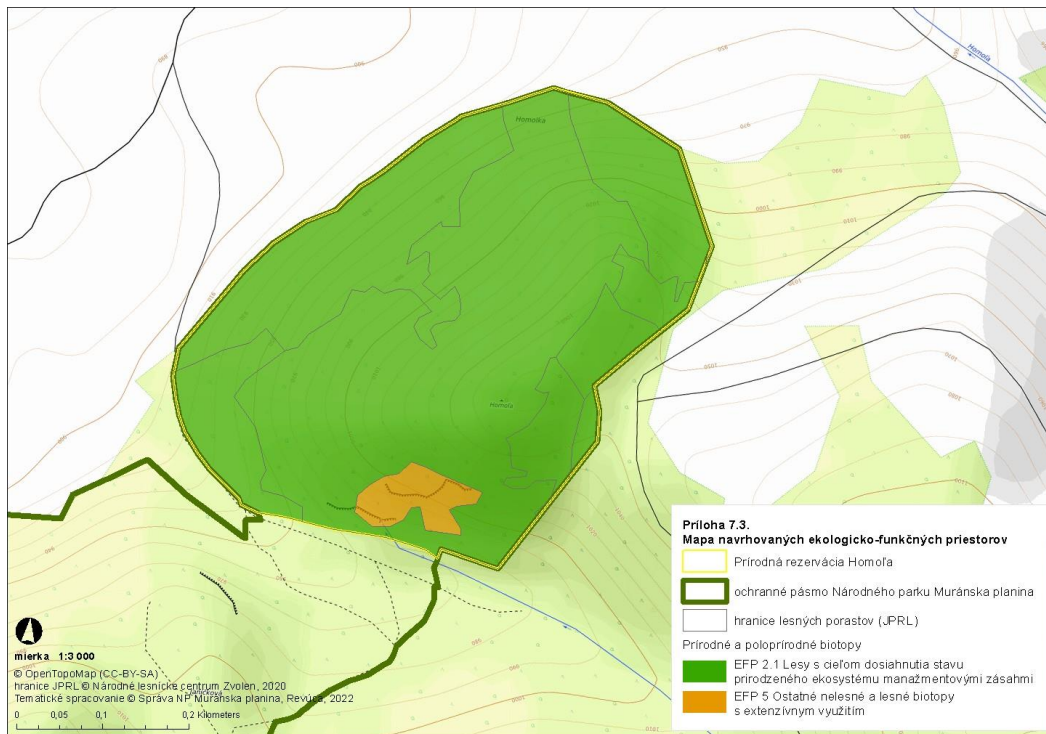 Homoľa
Homoľka
Homoľa
Príloha 7.3.
Mapa navrhovaných ekologicko-funkčných priestorov
Prírodná rezervácia Homoľa
ochranné pásmo Národného parku Muránska planina
hranice lesných porastov (JPRL)
Prírodné a poloprírodné biotopy
EFP 2.1 Lesy s cieľom dosiahnutia stavu
prirodzeného ekosystému manažmentovými zásahmi
EFP 5 Ostatné nelesné a lesné biotopy
s extenzívnym využitím
mierka 1:3 000
© OpenTopoMap (CC-BY-SA)
hranice JPRL © Národné lesnícke centrum Zvolen, 2020
Tematické spracovanie © Správa NP Muránska planina, Revúca, 2022
0 0,05 0,1 0,2 Kilometers